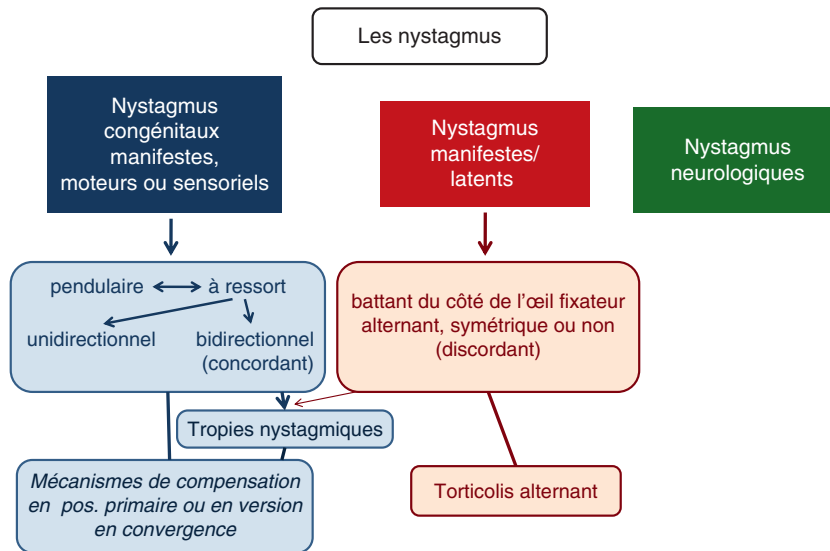 Les nystagmus
Nystagmus
congénitaux
manifestes,
moteurs ou sensoriels
Nystagmus
manifestes/
latents
Nystagmus
neurologiques
pendulaire
à ressort
unidirectionnel
bidirectionnel
(concordant)
battant du côté de l'œil fixateur
alternant, symétrique ou non
(discordant)
Tropies nystagmiques
Mécanismes de compensation
en pos. primaire ou en version
en convergence
Torticolis alternant